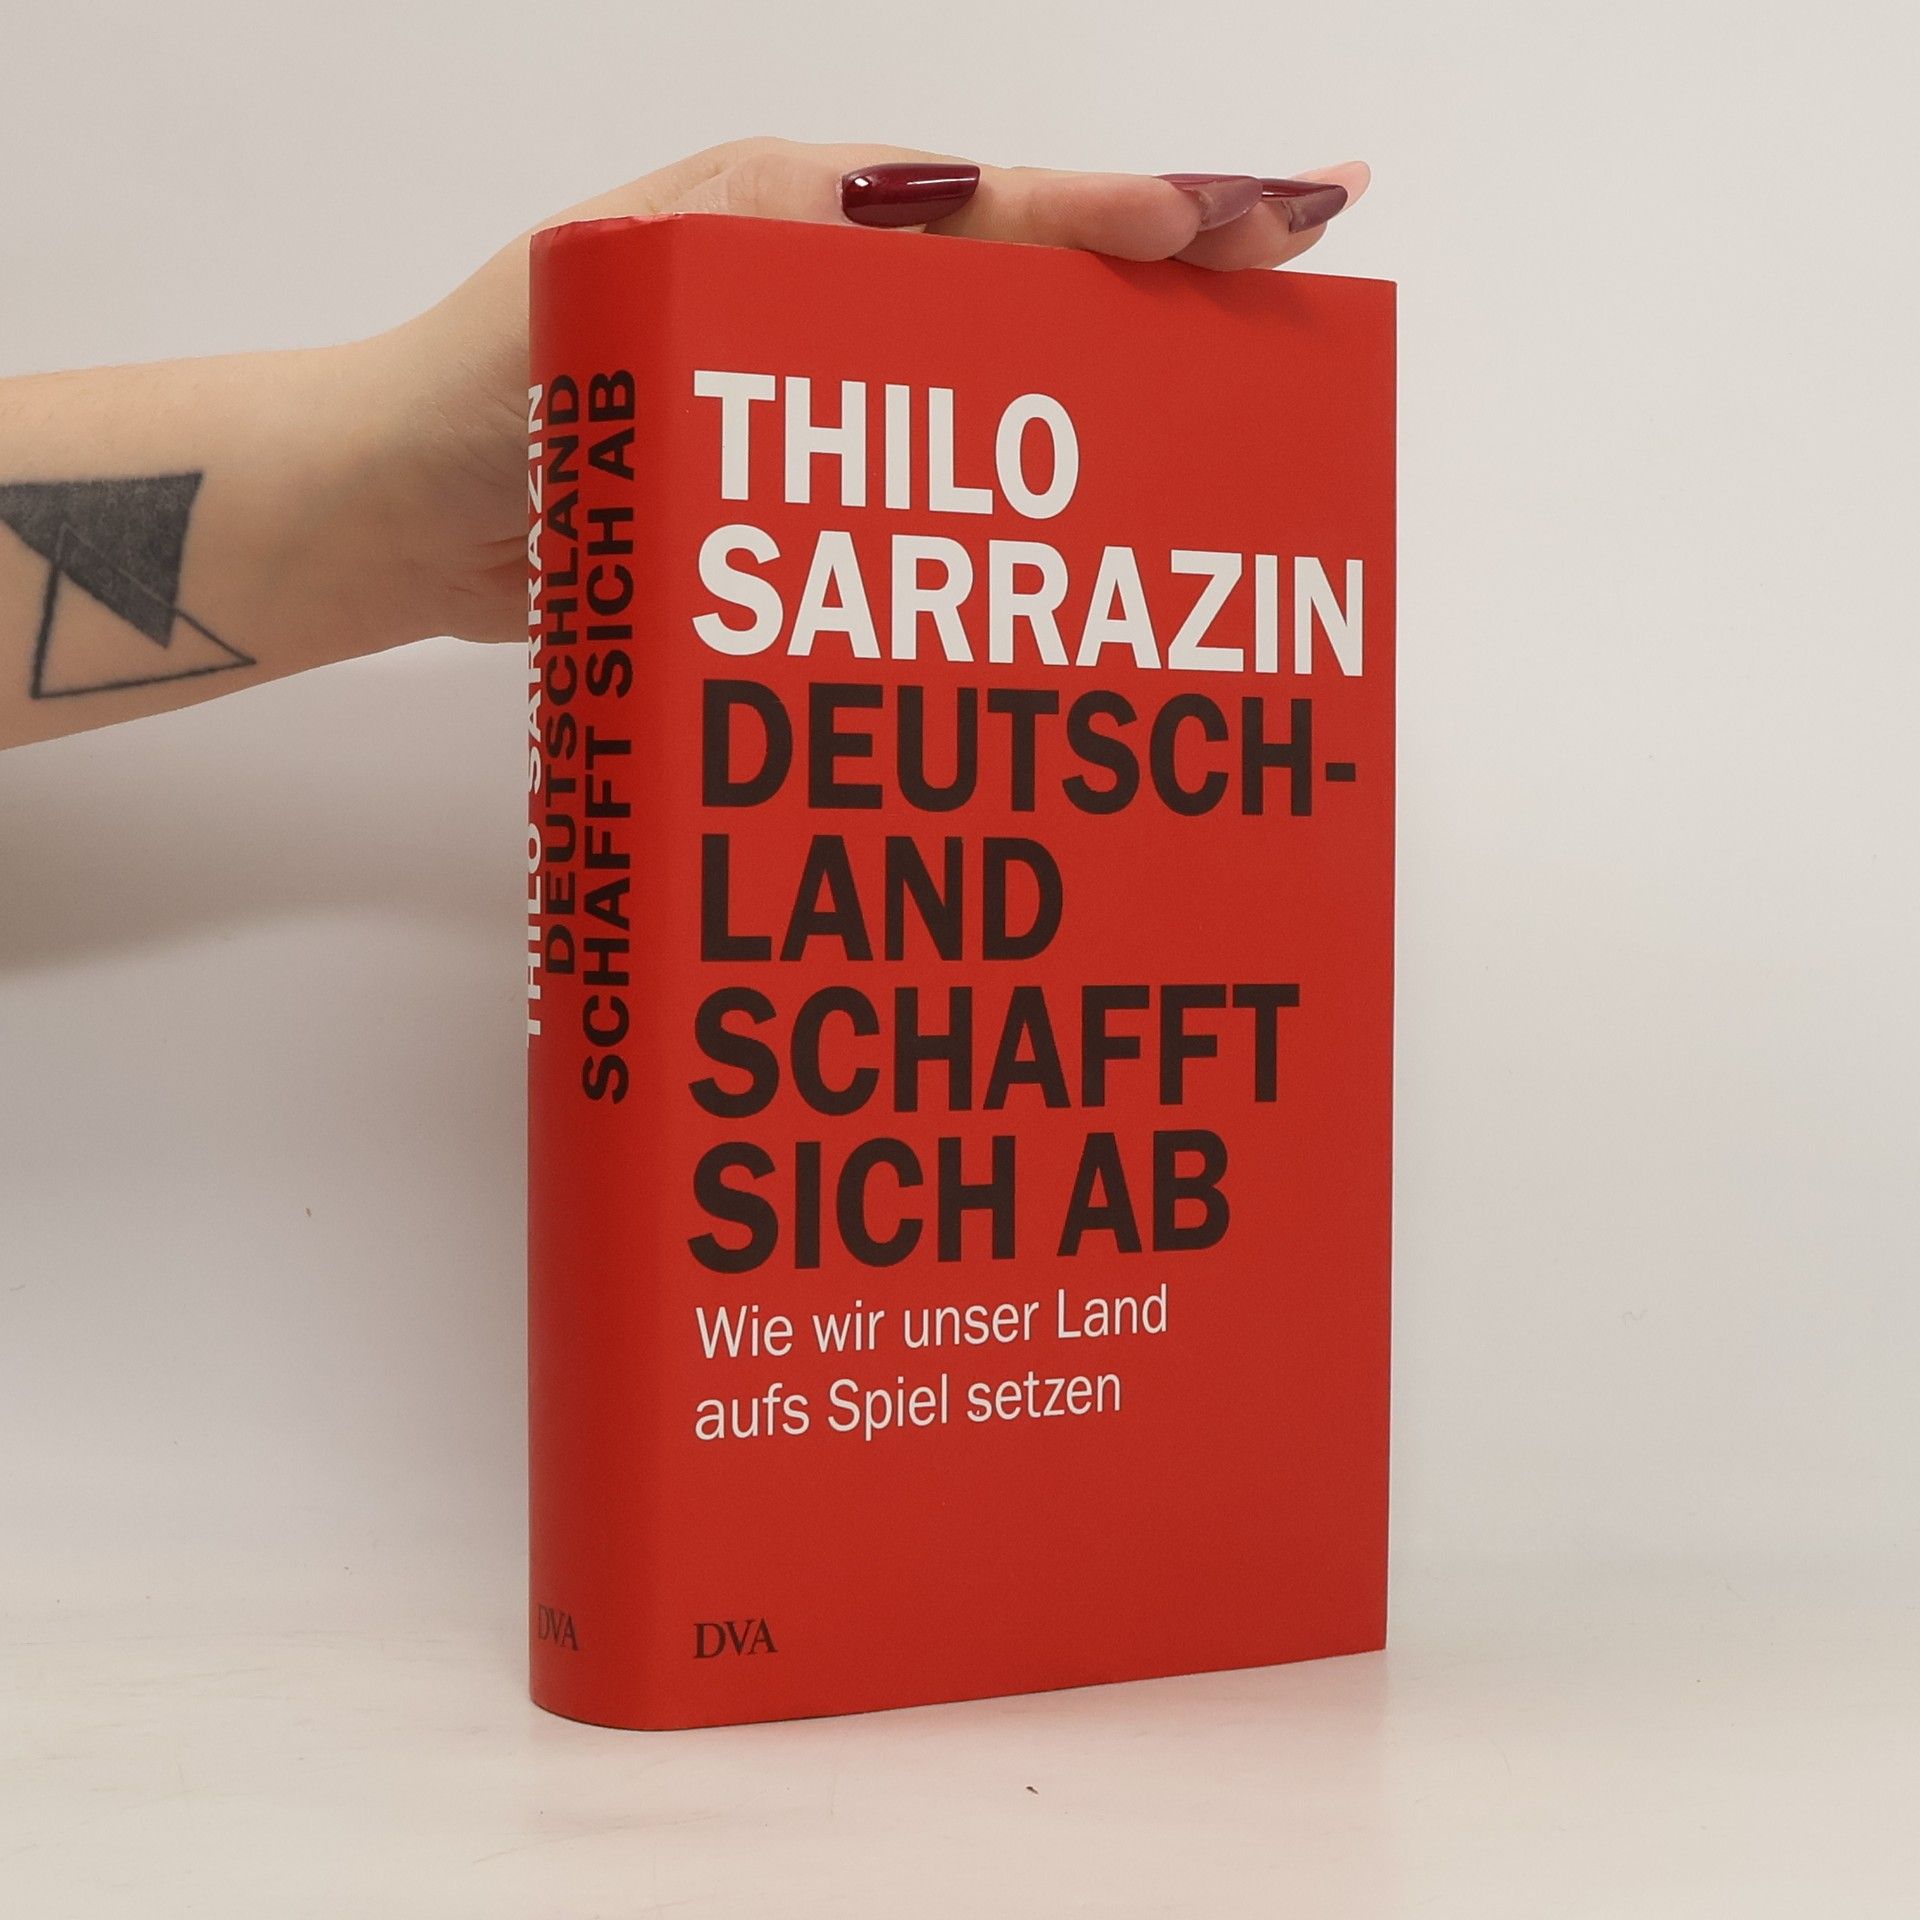 THILO SARRAZIN
DEUTSCHLAND
SCHAFFT SICH AB
DVA
THILO
SARRAZIN
DEUTSCH-
LAND
SCHAFFT
SICH AB
Wie wir unser Land
aufs Spiel setzen
DVA